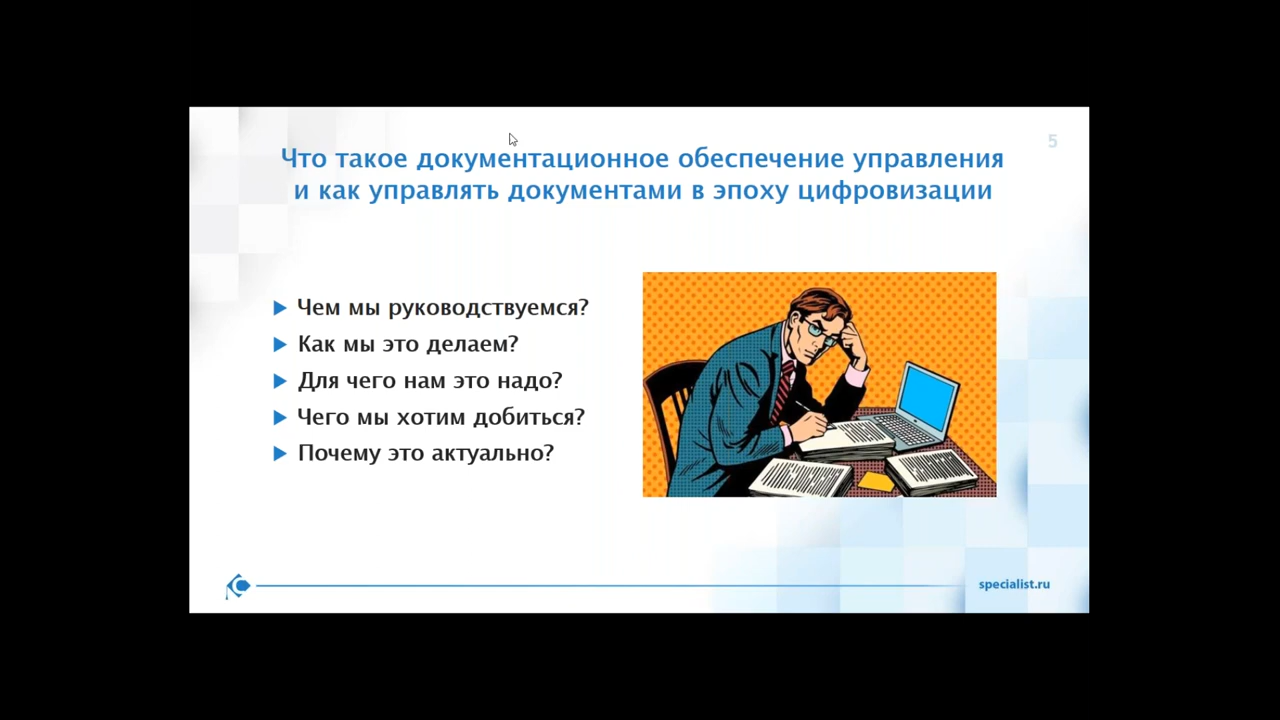 5
Что такое документационное обеспечение управления
и как управлять документами в эпоху цифровизации
Чем мы руководствуемся?
Как мы это делаем?
Для чего нам это надо?
Чего мы хотим добиться?
Почему это актуально?
specialist.ru